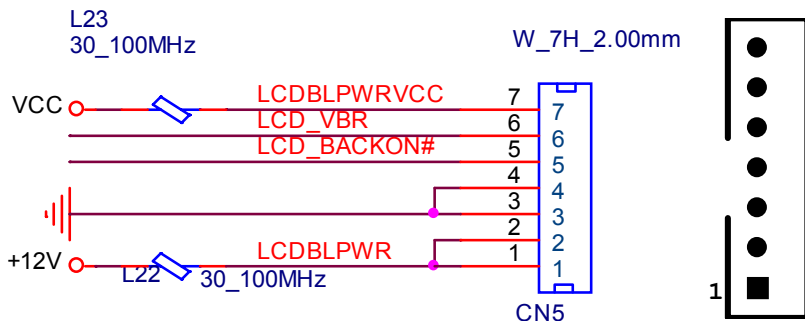 L23
30_100MHz
W_7H_2.00mm
VCC
LCDBLPWRVCC
7
7
LCD_VBR
6
6
LCD_BACKON#
5
5
4
4
3
3
2
2
+12V
LCDBLPWR
1
1
L22
30_100MHz
CN5
1